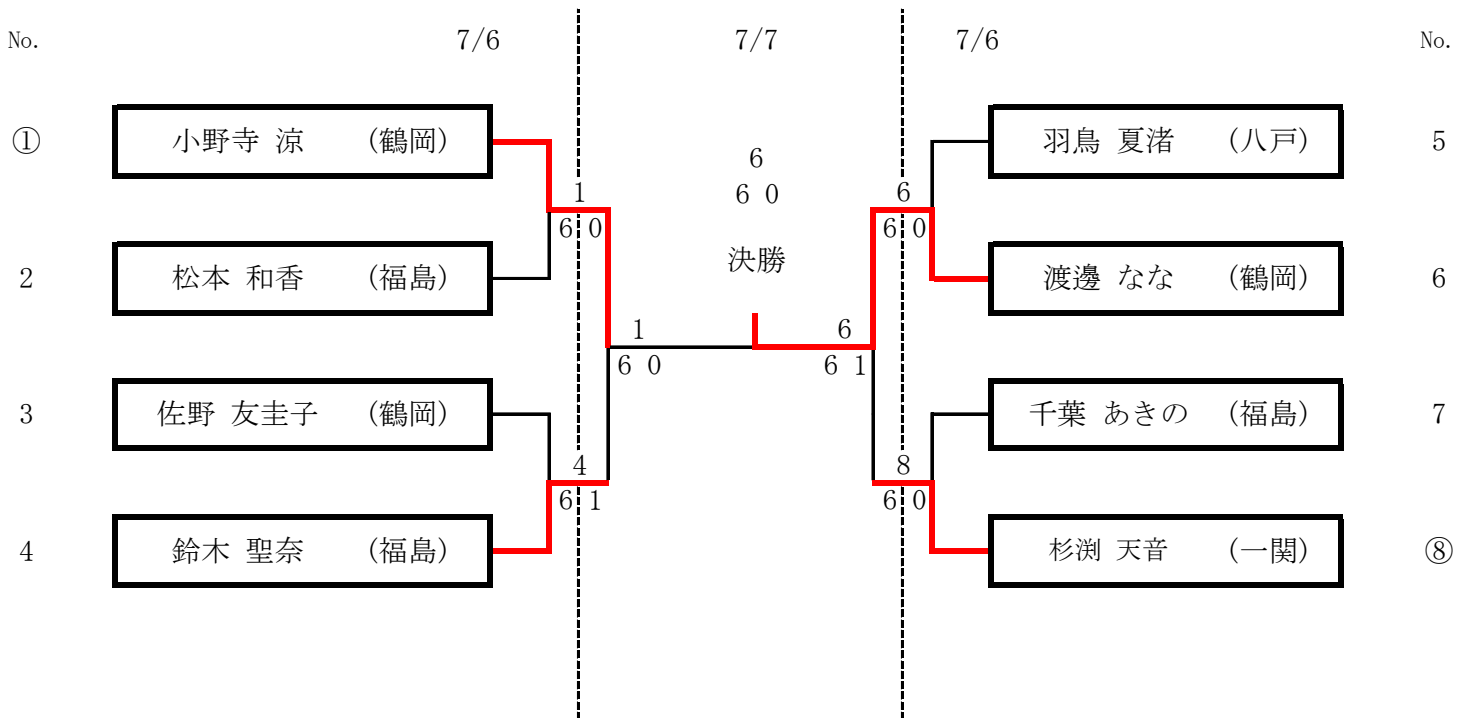 No. 7/6 7/7 7/6 No.
① 小野寺 涼 (鶴岡) 羽鳥 夏渚 (八戸) 5
6
6 0
1 6
6 0 6 0
決勝
2 松本 和香 (福島) 渡邊 なな (鶴岡) 6
1 6
6 0 6 1
3 佐野 友圭子 (鶴岡) 千葉 あきの (福島) 7
4 8
6 1 6 0
4 鈴木 聖奈 (福島) 杉渕 天音 (一関) ⑧